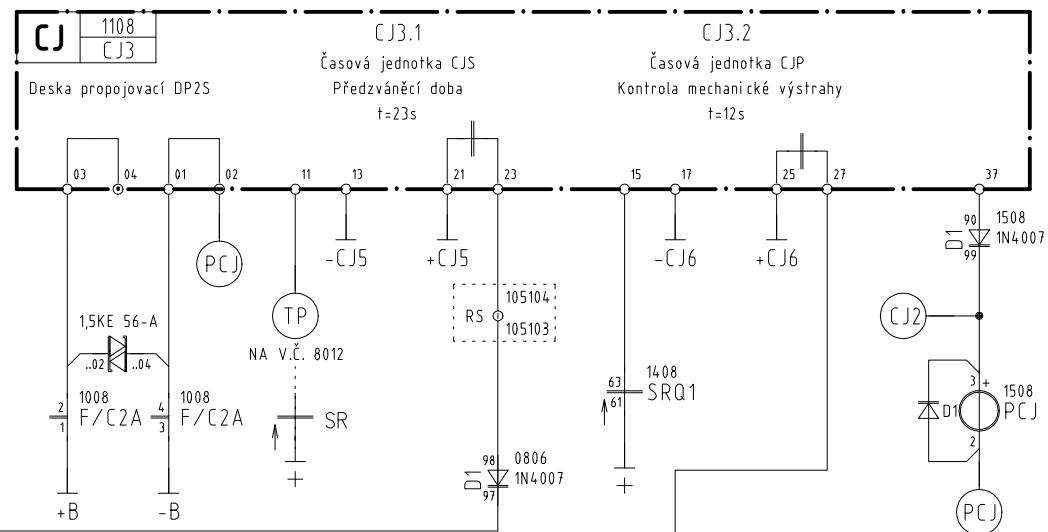 CJ
1108
CJ3
Deska propojovací DP2S
CJ3.1
Časová jednotka CJS
Předzváněcí doba
t=23s
CJ3.2
Časová jednotka CJP
Kontrola mechanické výstrahy
t=12s
03 04 01 02 11 13 21 23 15 17 25 27 37
PCJ
-CJ5
+CJ5
-CJ6
+CJ6
90 1508
D1 1N4007
99
TP
NA V.Č. 8012
RS
105104
105103
CJ2
1,5KE 56-A
..02 ..04
2 1008
1 F/C2A
4 1008
3 F/C2A
SR
63 1408
61 SRQ1
D1
3 + 1508
PCJ
2
98 0806
D1 1N4007
97
+
+
+B
-B
PCJ